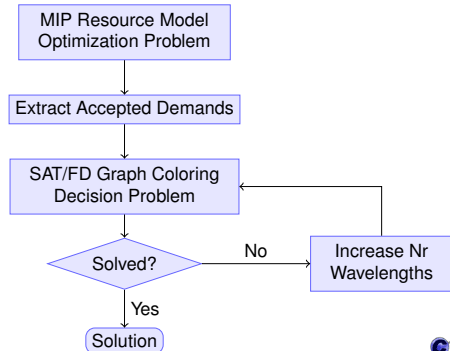 MIP Resource Model
Optimization Problem
Extract Accepted Demands
SAT/FD Graph Coloring
Decision Problem
Solved?
No
Increase Nr
Wavelengths
Yes
Solution